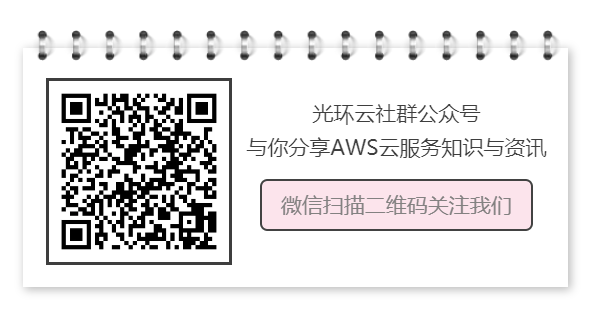 光环云社群公众号
与你分享AWS云服务知识与资讯
微信扫描二维码关注我们